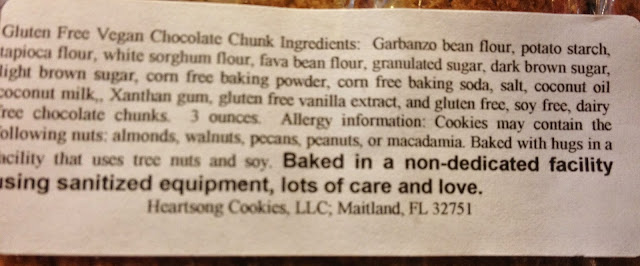 Gluten Free Vegan Chocolate Chunk Ingredients: Garbanzo bean flour, potato starch,
tapioca flour, white sorghum flour, fava bean flour, granulated sugar, dark brown sugar,
light brown sugar, corn free baking powder, corn free baking soda, salt, coconut oil
coconut milk,, Xanthan gum, gluten free vanilla extract, and gluten free, soy free, dairy
free chocolate chunks. 3 ounces. Allergy information: Cookies may contain the
following nuts: almonds, walnuts, pecans, peanuts, or macadamia. Baked with hugs in a
facility that uses tree nuts and soy. Baked in a non-dedicated facility
using sanitized equipment, lots of care and love.
Heartsong Cookies, LLC; Maitland, FL 32751